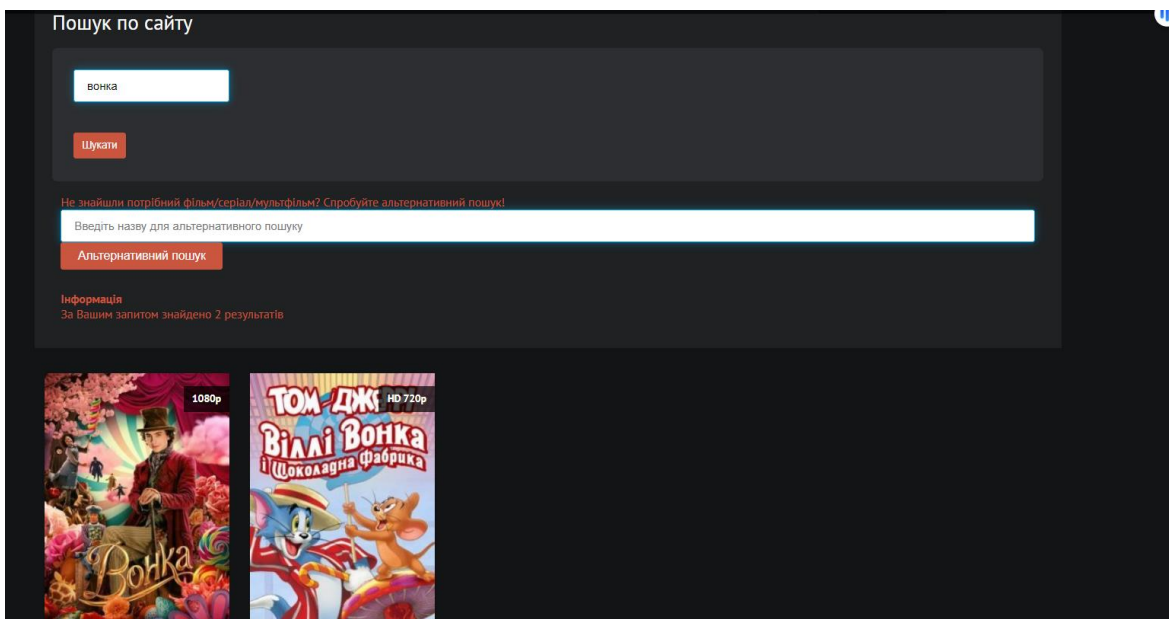 Пошук по сайту
вонка
Шукати
Не знайшли потрібний фільм/серіал/мультфільм? Спробуйте альтернативний пошук!
Введіть назву для альтернативного пошуку
Альтернативний пошук
Інформація
За Вашим запитом знайдено 2 результатів
1080p
Вонка
HD 720p
ТОМ ДЖЕРРІ
Віллі Вонка
і Шоколадна Фабрика